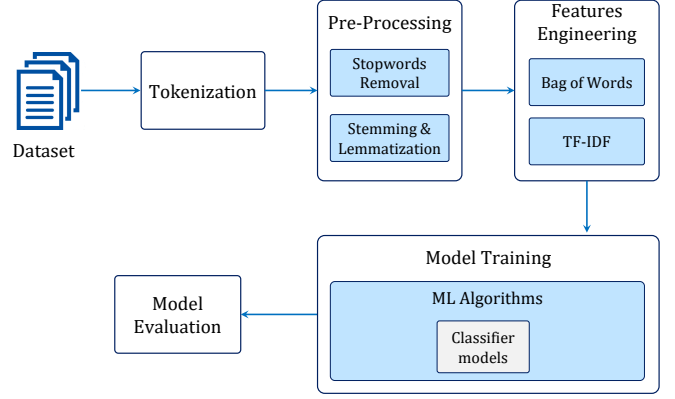 Dataset
Tokenization
Pre-Processing
Stopwords
Removal
Stemming &
Lemmatization
Features
Engineering
Bag of Words
TF-IDF
Model Training
ML Algorithms
Classifier
models
Model
Evaluation